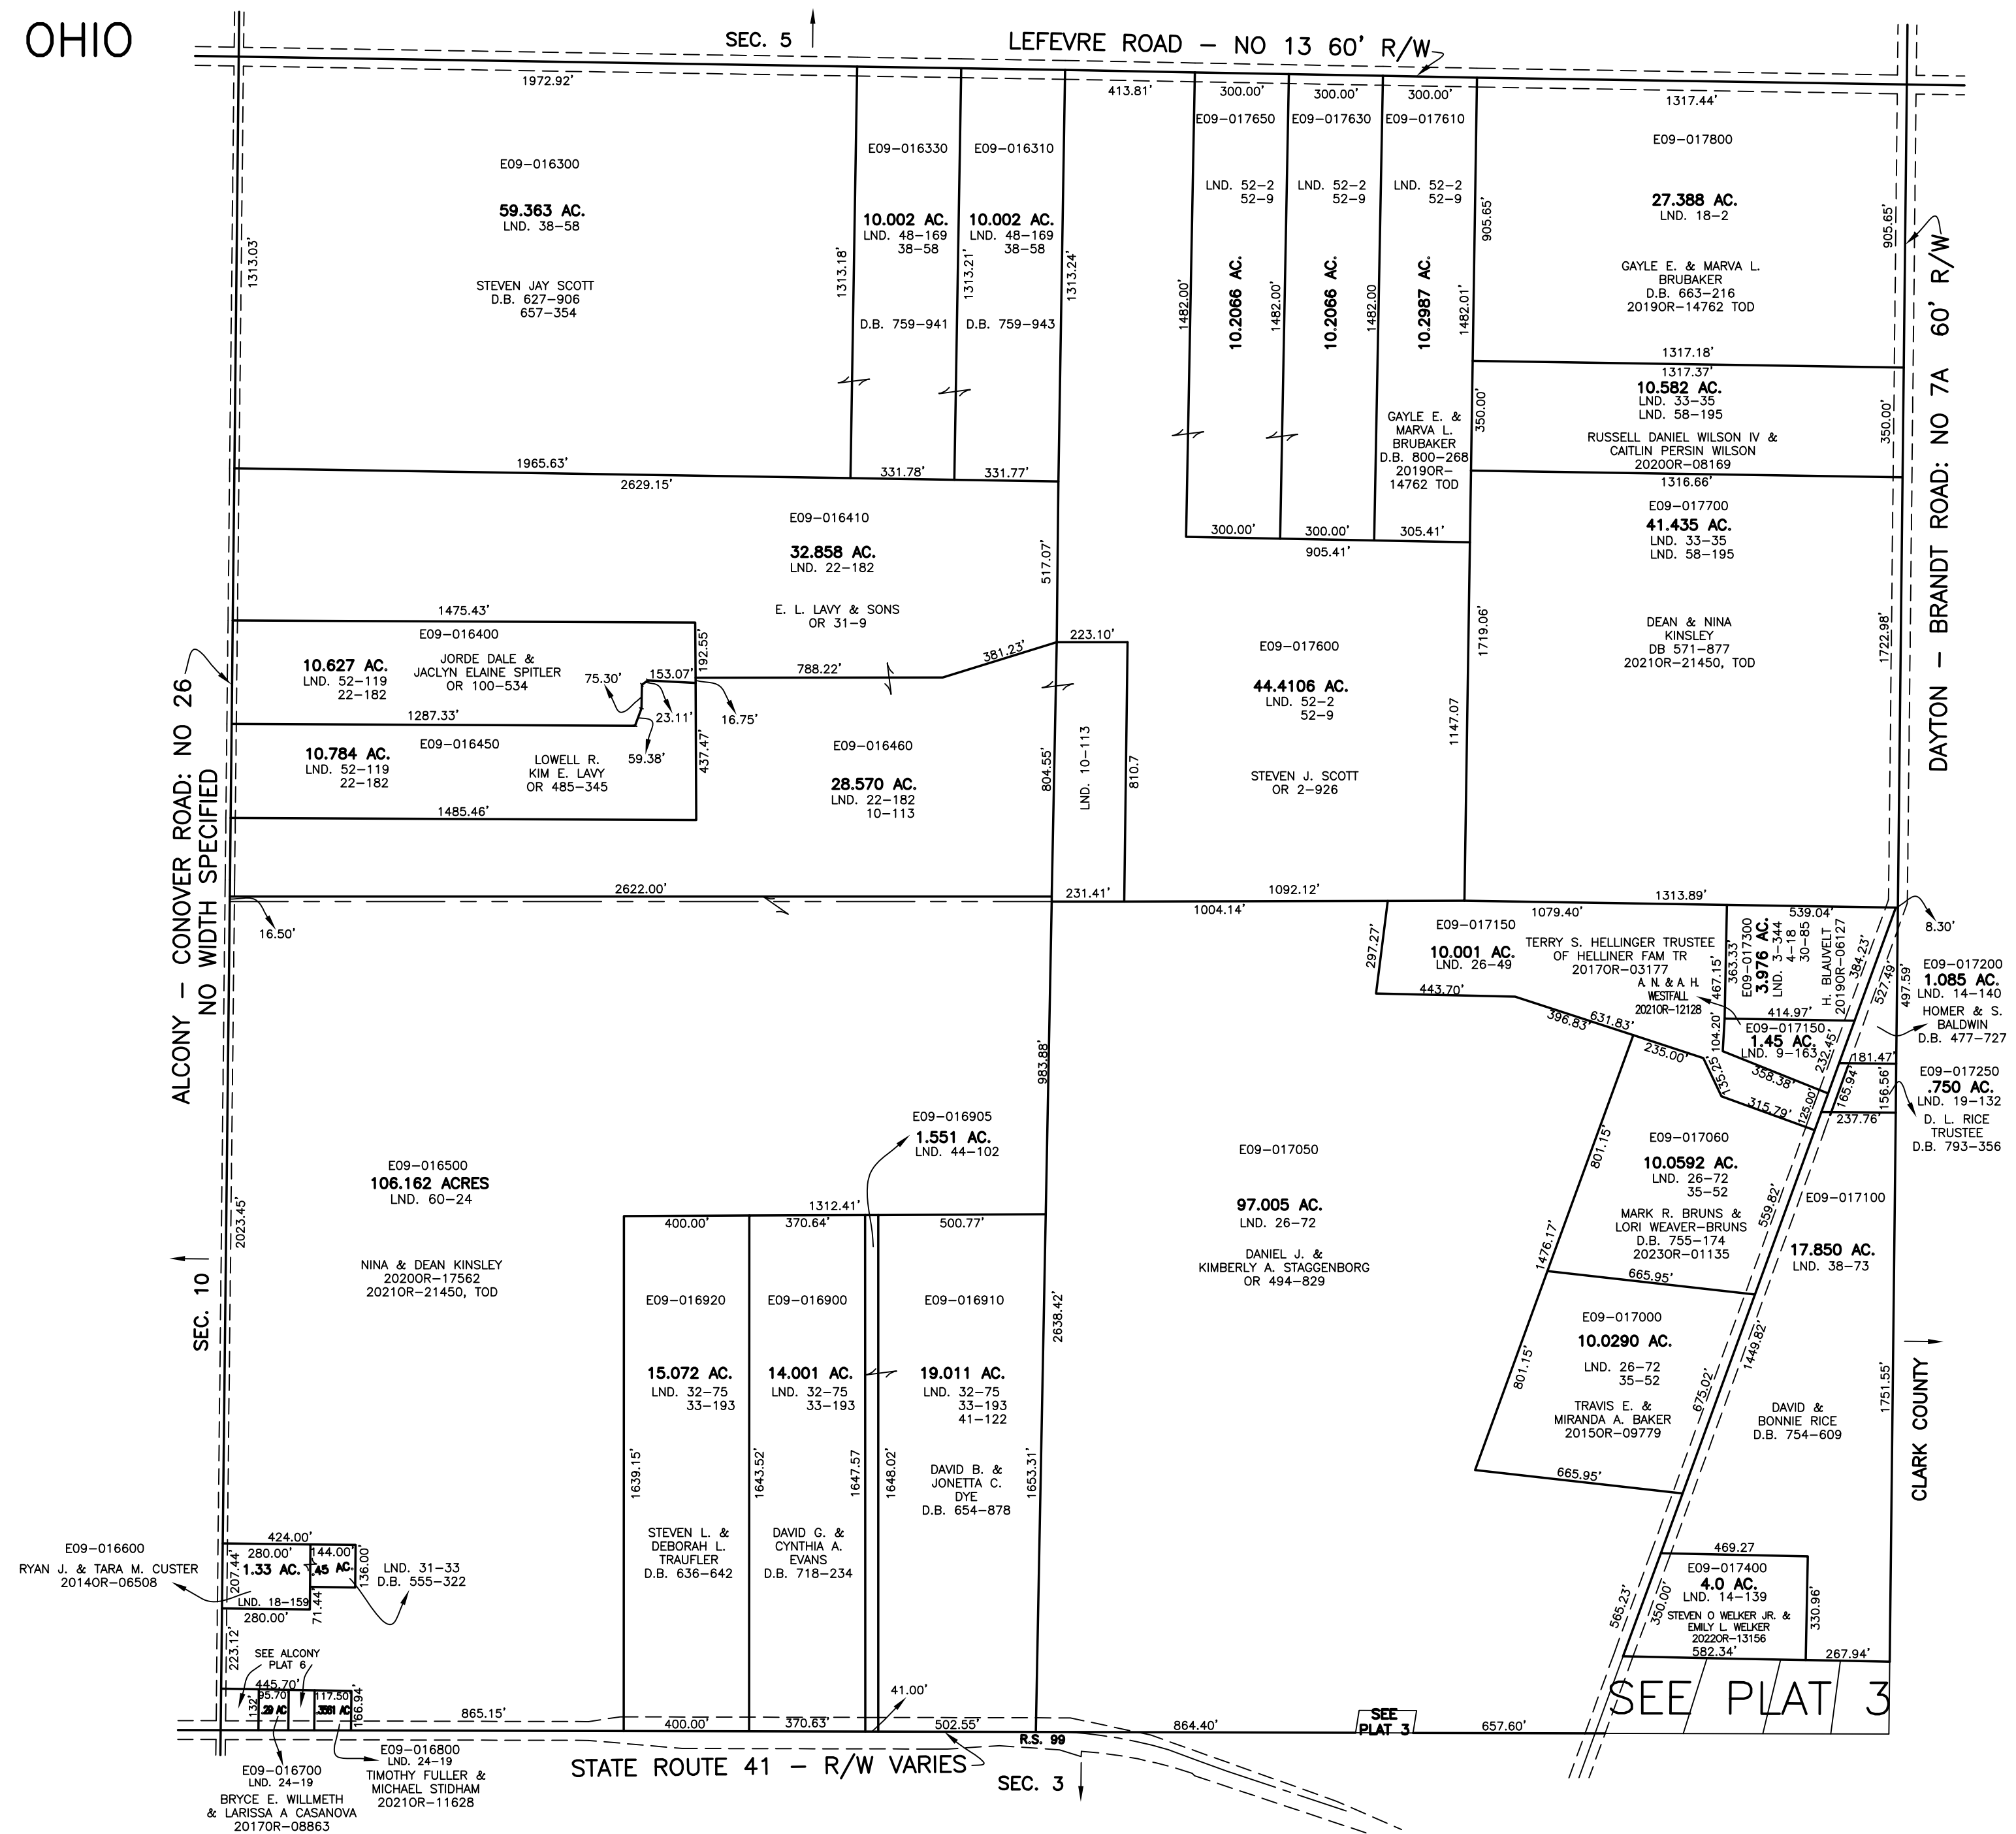 OHIO
SEC. 5
LEFEVRE ROAD – NO 13 60' R/W
1972.92'
413.81'
300.00'
300.00'
300.00'
1317.44'
E09–016300
59.363 AC.
LND. 38–58
STEVEN JAY SCOTT
D.B. 627–906
657–354
1313.03'
1313.18'
E09–016330
10.002 AC.
LND. 48–169
38–58
D.B. 759–941
1313.21'
E09–016310
10.002 AC.
LND. 48–169
38–58
D.B. 759–943
1313.24'
E09–017650
LND. 52–2
52–9
10.2066 AC.
1482.00'
E09–017630
LND. 52–2
52–9
10.2066 AC.
1482.00'
E09–017610
LND. 52–2
52–9
10.2987 AC.
1482.00
1482.01'
GAYLE E. &
MARVA L.
BRUBAKER
D.B. 800–268
2019OR–
14762 TOD
E09–017800
27.388 AC.
LND. 18–2
GAYLE E. & MARVA L.
BRUBAKER
D.B. 663–216
2019OR–14762 TOD
905.65'
905.65'
1317.18'
1317.37'
10.582 AC.
LND. 33–35
LND. 58–195
RUSSELL DANIEL WILSON IV &
CAITLIN PERSIN WILSON
2020OR–08169
350.00'
350.00'
1316.66'
E09–017700
41.435 AC.
LND. 33–35
LND. 58–195
DEAN & NINA
KINSLEY
DB 571–877
2021OR–21450, TOD
1719.06'
1722.98'
1147.07
DAYTON – BRANDT ROAD: NO 7A 60' R/W
1965.63'
331.78'
331.77'
2629.15'
E09–016410
32.858 AC.
LND. 22–182
E. L. LAVY & SONS
OR 31–9
517.07'
300.00'
300.00'
305.41'
905.41'
1475.43'
E09–016400
10.627 AC.
LND. 52–119
22–182
JORDE DALE &
JACLYN ELAINE SPITLER
OR 100–534
192.55'
75.30'
153.07'
23.11'
16.75'
59.38'
788.22'
381.23'
223.10'
1287.33'
E09–016450
10.784 AC.
LND. 52–119
22–182
LOWELL R.
KIM E. LAVY
OR 485–345
437.47'
1485.46'
E09–016460
28.570 AC.
LND. 22–182
10–113
804.55'
LND. 10–113
810.7
E09–017600
44.4106 AC.
LND. 52–2
52–9
STEVEN J. SCOTT
OR 2–926
ALCONY – CONOVER ROAD: NO 26
NO WIDTH SPECIFIED
2622.00'
16.50'
231.41'
1092.12'
1313.89'
1004.14'
1079.40'
539.04'
8.30'
297.27'
E09–017150
10.001 AC.
LND. 26–49
TERRY S. HELLINGER TRUSTEE
OF HELLINER FAM TR
2017OR–03177
443.70'
A. N. & A. H.
WESTFALL
2021OR–12128
467.15'
363.33'
E09–017300
3.976 AC.
LND. 3–344
4–18
30–85
H. BLAUVELT
2019OR–06127
384.23'
527.49'
497.59'
E09–017200
1.085 AC.
LND. 14–140
HOMER & S.
BALDWIN
D.B. 477–727
414.97'
E09–017150
1.45 AC.
LND. 9–163
104.20'
232.45'
181.47'
396.83'
631.83'
235.00'
135.25'
358.38'
315.79'
125.00'
165.94'
156.56'
237.76'
E09–017250
.750 AC.
LND. 19–132
D. L. RICE
TRUSTEE
D.B. 793–356
983.88'
E09–016500
106.162 ACRES
LND. 60–24
NINA & DEAN KINSLEY
2020OR–17562
2021OR–21450, TOD
2023.45'
SEC. 10
E09–016905
1.551 AC.
LND. 44–102
1312.41'
400.00'
370.64'
500.77'
E09–016920
15.072 AC.
LND. 32–75
33–193
STEVEN L. &
DEBORAH L.
TRAUFLER
D.B. 636–642
1639.15'
E09–016900
14.001 AC.
LND. 32–75
33–193
DAVID G. &
CYNTHIA A.
EVANS
D.B. 718–234
1643.52'
1647.57
1648.02'
E09–016910
19.011 AC.
LND. 32–75
33–193
41–122
DAVID B. &
JONETTA C.
DYE
D.B. 654–878
1653.31'
2638.42'
E09–017050
97.005 AC.
LND. 26–72
DANIEL J. &
KIMBERLY A. STAGGENBORG
OR 494–829
801.15'
1476.17'
E09–017060
10.0592 AC.
LND. 26–72
35–52
MARK R. BRUNS &
LORI WEAVER–BRUNS
D.B. 755–174
2023OR–01135
559.82'
665.95'
E09–017000
10.0290 AC.
LND. 26–72
35–52
TRAVIS E. &
MIRANDA A. BAKER
2015OR–09779
801.15'
675.02'
1449.82'
665.95'
E09–017100
17.850 AC.
LND. 38–73
DAVID &
BONNIE RICE
D.B. 754–609
1751.55'
CLARK COUNTY
469.27
E09–017400
4.0 AC.
LND. 14–139
STEVEN O WELKER JR. &
EMILY L. WELKER
2022OR–13156
582.34'
565.23'
350.00'
330.96'
267.94'
SEE PLAT 3
E09–016600
RYAN J. & TARA M. CUSTER
2014OR–06508
424.00'
280.00'
144.00'
1.33 AC.
.45 AC.
207.44'
136.00'
LND. 18–159
71.44'
280.00'
LND. 31–33
D.B. 555–322
223.12'
SEE ALCONY
PLAT 6
445.70'
95.70'
117.50'
132'
.29 AC
.3561 AC
166.94'
865.15'
400.00'
370.63'
41.00'
502.55'
864.40'
SEE
PLAT 3
657.60'
R.S. 99
STATE ROUTE 41 – R/W VARIES
SEC. 3
E09–016700
LND. 24–19
BRYCE E. WILLMETH
& LARISSA A CASANOVA
2017OR–08863
E09–016800
LND. 24–19
TIMOTHY FULLER &
MICHAEL STIDHAM
2021OR–11628